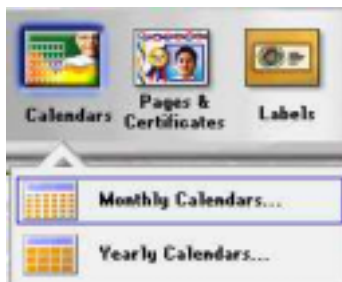 Calendars
Pages &
Certificates
Labels
Monthly Calendars...
Yearly Calendars...